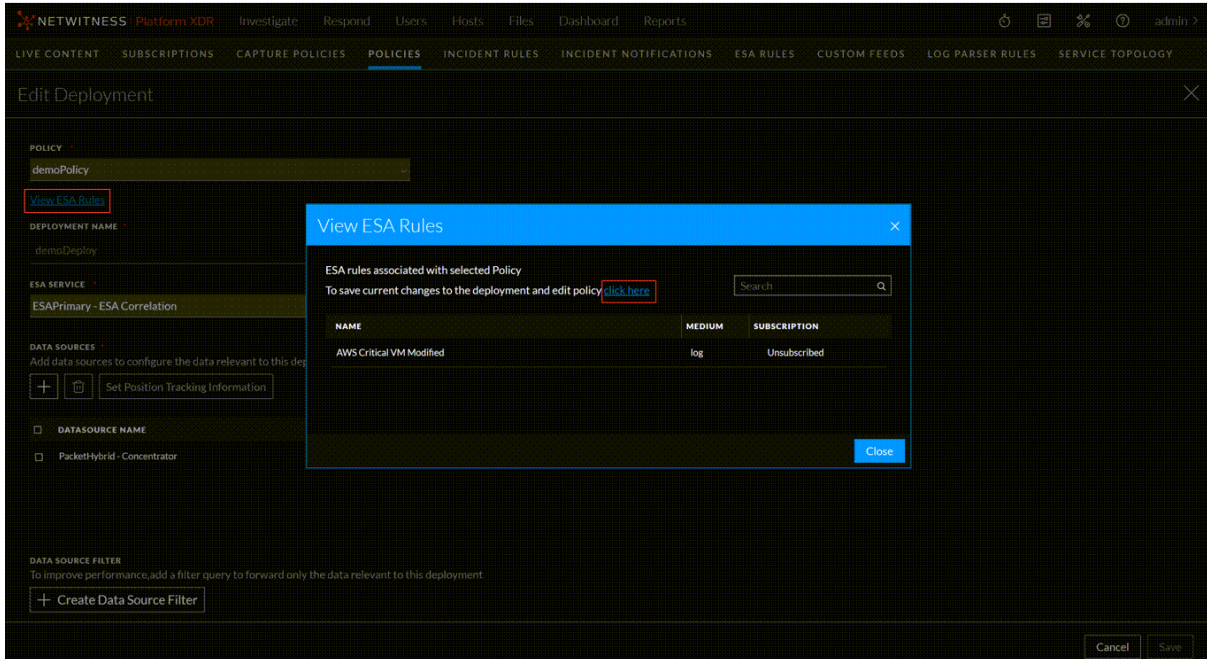 NETWITNESS Platform XDR Investigate Respond Users Hosts Files Dashboard Reports admin >
LIVE CONTENT SUBSCRIPTIONS CAPTURE POLICIES POLICIES INCIDENT RULES INCIDENT NOTIFICATIONS ESA RULES CUSTOM FEEDS LOG PARSER RULES SERVICE TOPOLOGY
Edit Deployment
POLICY *
demoPolicy
View ESA Rules
DEPLOYMENT NAME *
demoDeploy
ESA SERVICE *
ESAPrimary - ESA Correlation
DATA SOURCES *
Add data sources to configure the data relevant to this dep
Set Position Tracking Information
DATASOURCE NAME
PacketHybrid - Concentrator
View ESA Rules
ESA rules associated with selected Policy
To save current changes to the deployment and edit policy click here
Search
NAME MEDIUM SUBSCRIPTION
AWS Critical VM Modified log Unsubscribed
Close
DATA SOURCE FILTER
To improve performance,add a filter query to forward only the data relevant to this deployment
+ Create Data Source Filter
Cancel Save